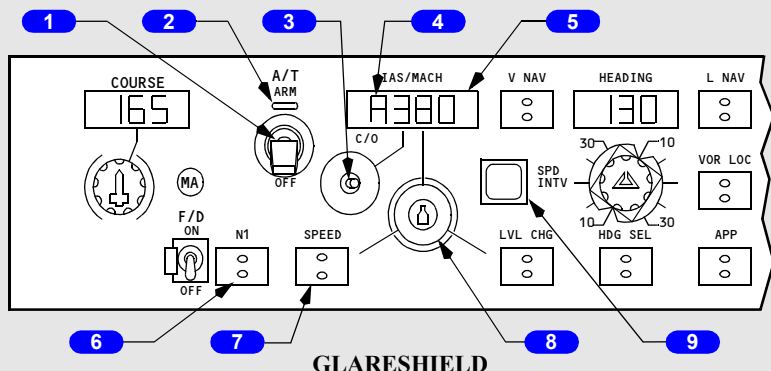 1 2 3 4 5
COURSE A/T IAS/MACH V NAV HEADING L NAV
ARM
165 A380 130
C/O
30 10
OFF
MA
SPD
INTV
VOR LOC
10 30
F/D
ON
N1 SPEED LVL CHG HDG SEL APP
OFF
6 7 8 9
GLARESHIELD